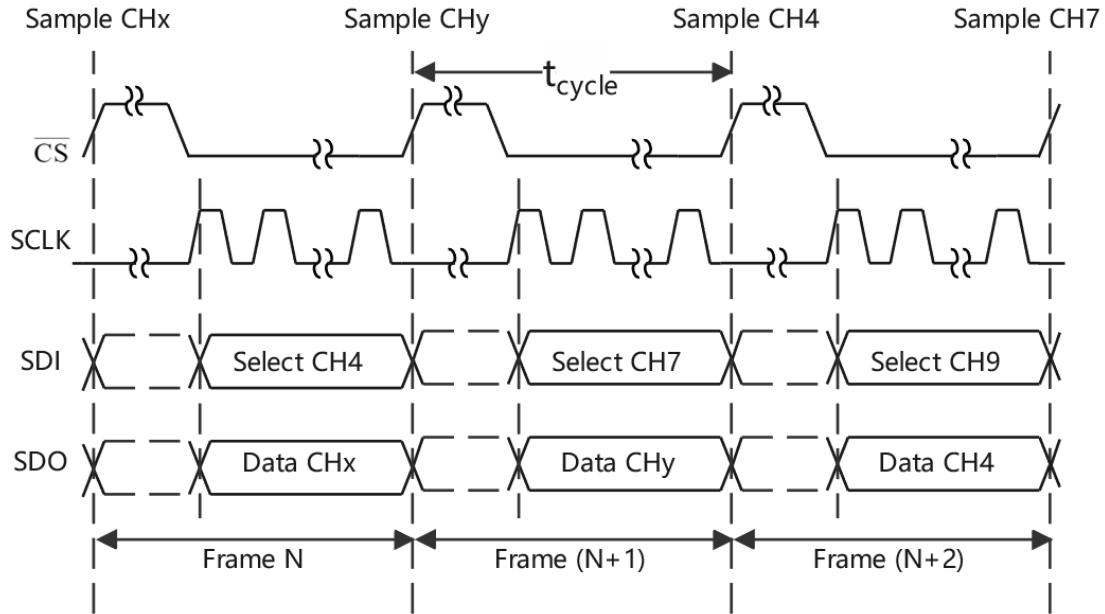 Sample CHx Sample CHy Sample CH4 Sample CH7
tcycle
CS
SCLK
SDI Select CH4 Select CH7 Select CH9
SDO Data CHx Data CHy Data CH4
Frame N Frame (N+1) Frame (N+2)